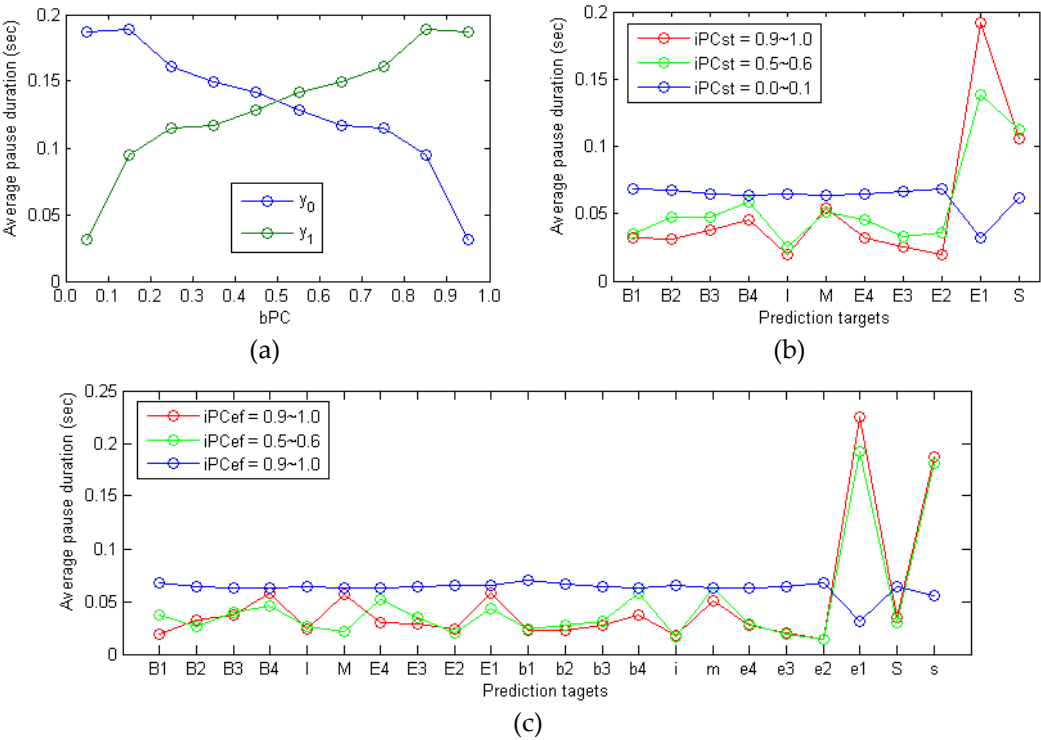 0.2
0.15
0.1
0.05
0
Average pause duration (sec)
y0
y1
0.0 0.1 0.2 0.3 0.4 0.5 0.6 0.7 0.8 0.9 1.0
bPC
(a)
0.2
0.15
0.1
0.05
0
Average pause duration (sec)
iPCst = 0.9~1.0
iPCst = 0.5~0.6
iPCst = 0.0~0.1
B1 B2 B3 B4 I M E4 E3 E2 E1 S
Prediction targets
(b)
0.25
0.2
0.15
0.1
0.05
0
Average pause duration (sec)
iPCef = 0.9~1.0
iPCef = 0.5~0.6
iPCef = 0.9~1.0
B1 B2 B3 B4 I M E4 E3 E2 E1 b1 b2 b3 b4 i m e4 e3 e2 e1 S s
Prediction tagets
(c)